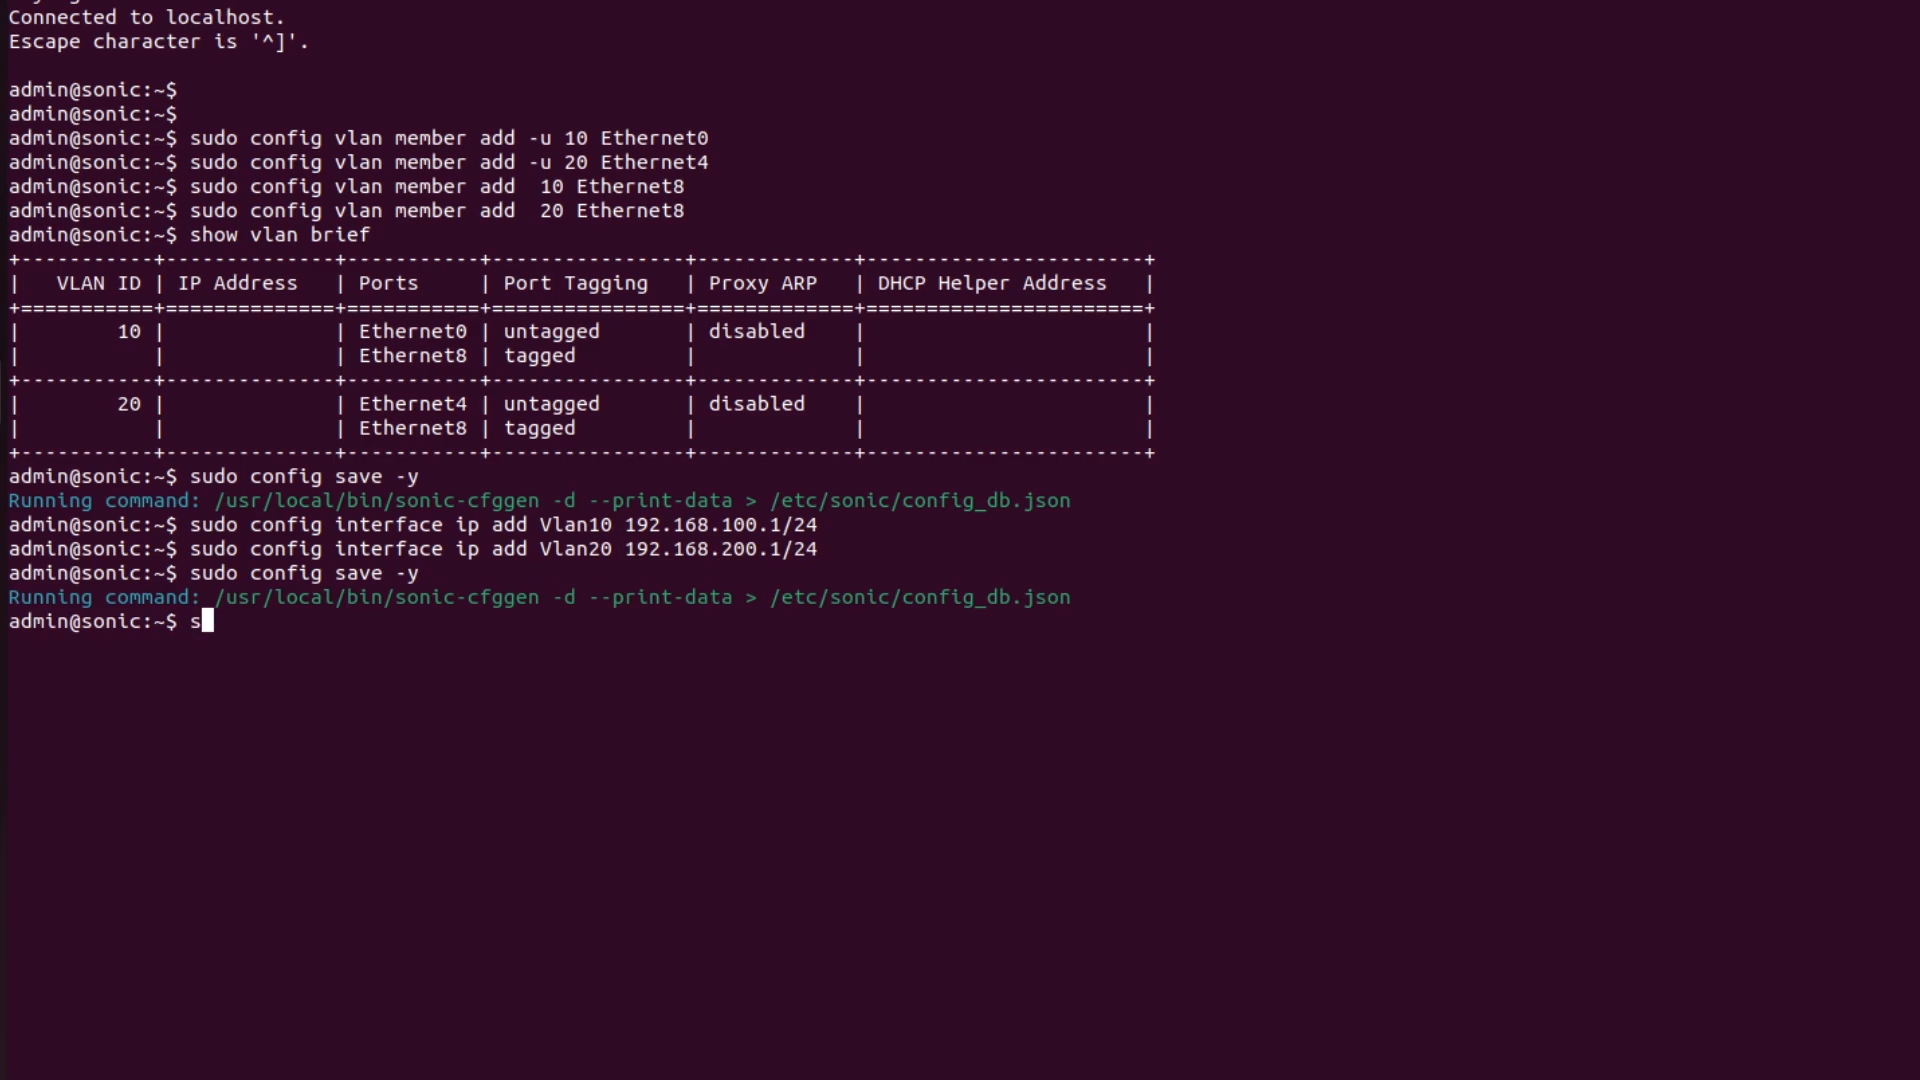 Connected to localhost.
Escape character is '^]'.
admin@sonic:~$
admin@sonic:~$
admin@sonic:~$ sudo config vlan member add -u 10 Ethernet0
admin@sonic:~$ sudo config vlan member add -u 20 Ethernet4
admin@sonic:~$ sudo config vlan member add  10 Ethernet8
admin@sonic:~$ sudo config vlan member add  20 Ethernet8
admin@sonic:~$ show vlan brief
+-----------+--------------+-----------+----------------+-------------+-----------------------+
|   VLAN ID | IP Address   | Ports     | Port Tagging   | Proxy ARP   | DHCP Helper Address   |
+===========+==============+===========+================+=============+=======================+
|        10 |              | Ethernet0 | untagged       | disabled    |                       |
|           |              | Ethernet8 | tagged         |             |                       |
+-----------+--------------+-----------+----------------+-------------+-----------------------+
|        20 |              | Ethernet4 | untagged       | disabled    |                       |
|           |              | Ethernet8 | tagged         |             |                       |
+-----------+--------------+-----------+----------------+-------------+-----------------------+
admin@sonic:~$ sudo config save -y
Running command: /usr/local/bin/sonic-cfggen -d --print-data > /etc/sonic/config_db.json
admin@sonic:~$ sudo config interface ip add Vlan10 192.168.100.1/24
admin@sonic:~$ sudo config interface ip add Vlan20 192.168.200.1/24
admin@sonic:~$ sudo config save -y
Running command: /usr/local/bin/sonic-cfggen -d --print-data > /etc/sonic/config_db.json
admin@sonic:~$ s